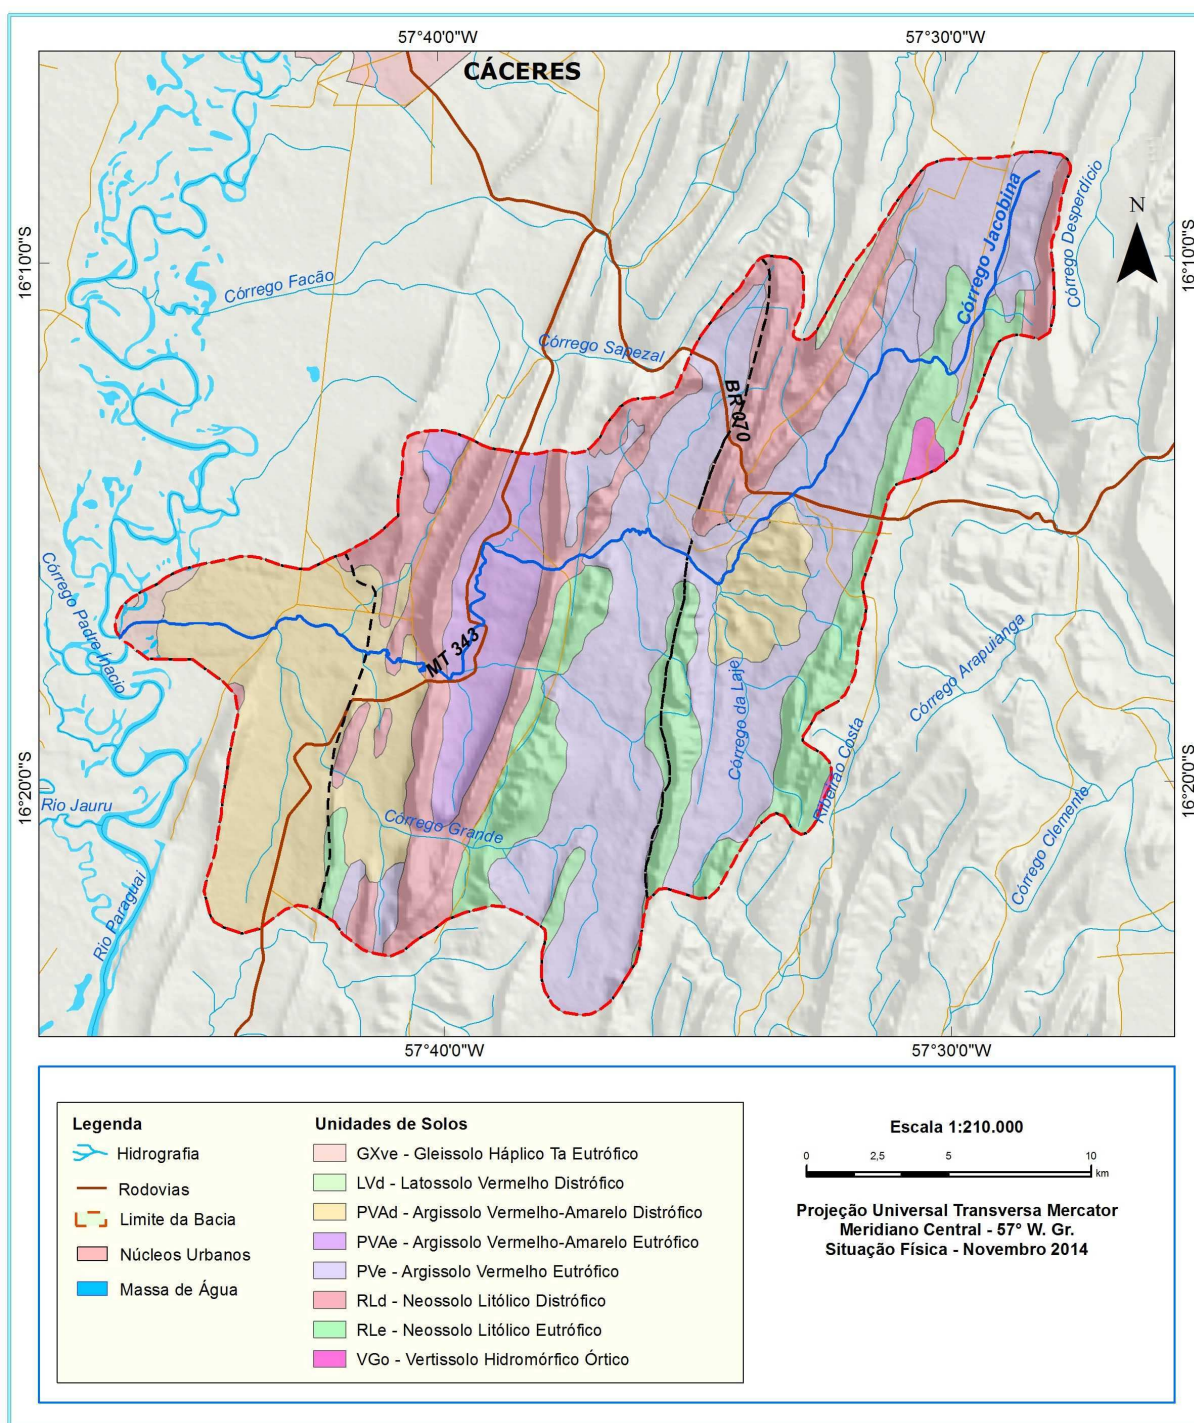 57°40'0"W
57°30'0"W
CÁCERES
N
16°10'0"S
16°10'0"S
Córrego Jacobina
Córrego Desperdício
Córrego Facão
Córrego Sapezal
BR 070
Córrego Padre Inácio
MT 343
Córrego da Laje
Córrego Arapuianga
Ribeirão Costa
16°20'0"S
16°20'0"S
Rio Jauru
Córrego Grande
Córrego Clemente
Rio Paraguai
57°40'0"W
57°30'0"W
Legenda
Hidrografia
Rodovias
Limite da Bacia
Núcleos Urbanos
Massa de Água
Unidades de Solos
GXve - Gleissolo Háplico Ta Eutrófico
LVd - Latossolo Vermelho Distrófico
PVAd - Argissolo Vermelho-Amarelo Distrófico
PVAe - Argissolo Vermelho-Amarelo Eutrófico
PVe - Argissolo Vermelho Eutrófico
RLd - Neossolo Litólico Distrófico
RLe - Neossolo Litólico Eutrófico
VGo - Vertissolo Hidromórfico Órtico
Escala 1:210.000
0 2,5 5 10
km
Projeção Universal Transversa Mercator
Meridiano Central - 57° W. Gr.
Situação Física - Novembro 2014